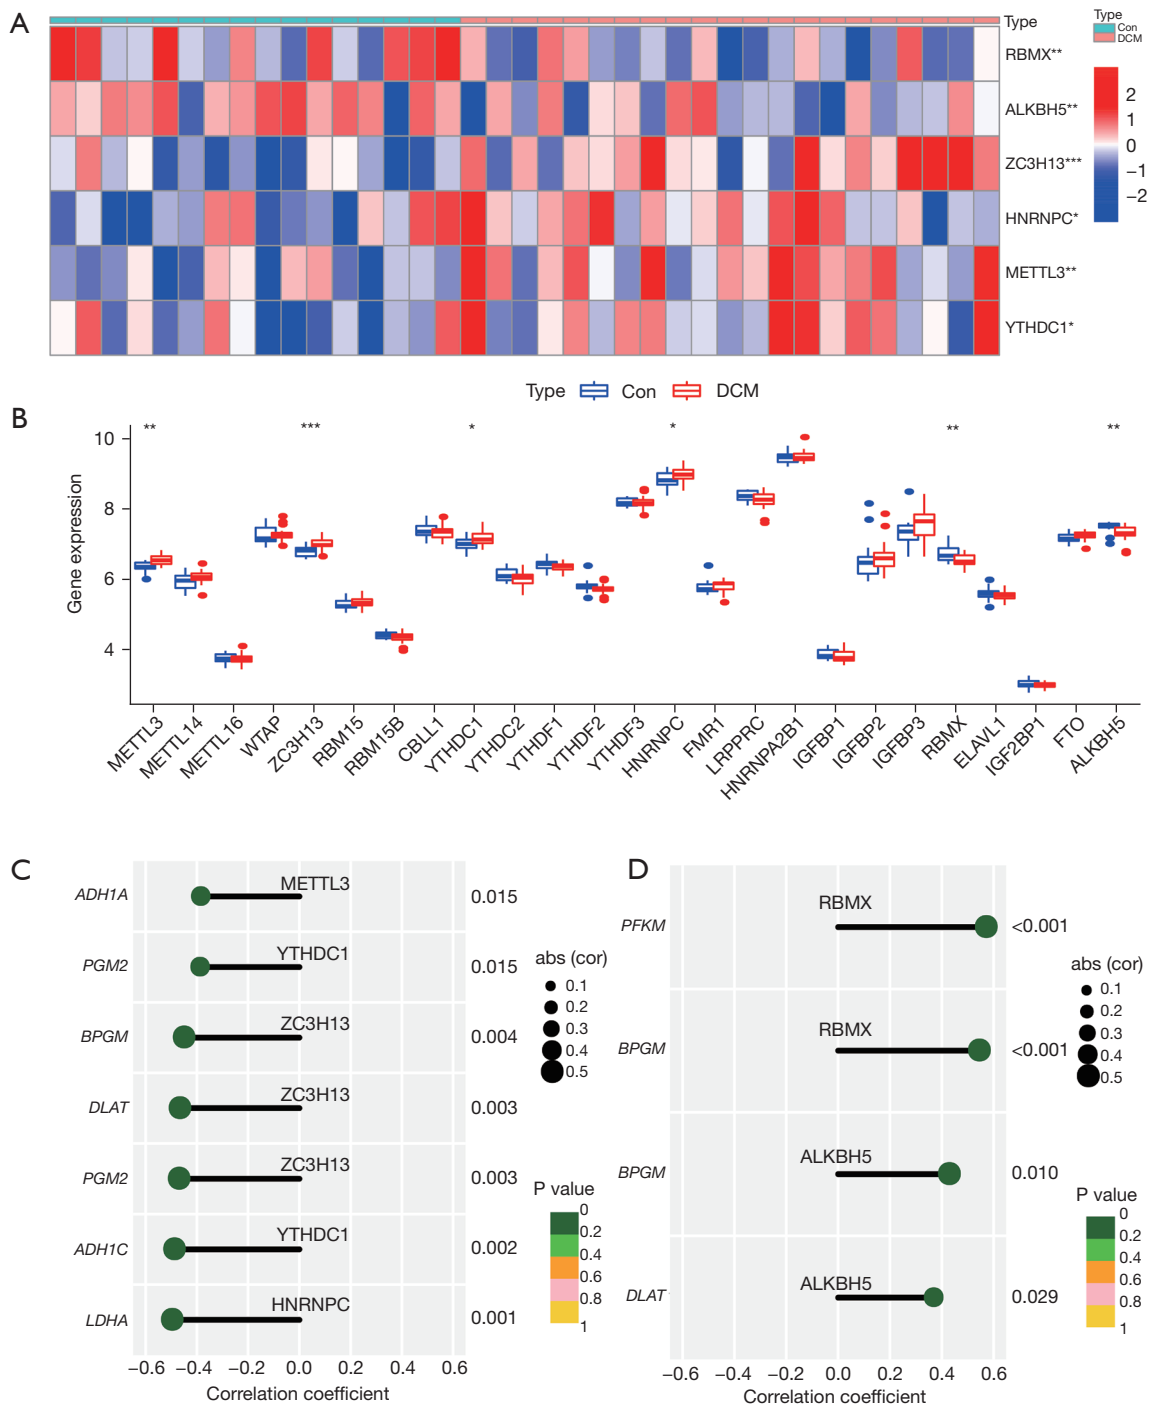 A
Type
Type
Con
DCM
RBMX**
ALKBH5**
ZC3H13***
HNRNPC*
METTL3**
YTHDC1*
2
1
0
−1
−2
Type Con DCM
B
Gene expression
10
8
6
4
** *** * * ** **
METTL3 METTL14 METTL16 WTAP ZC3H13 RBM15 RBM15B CBLL1 YTHDC1 YTHDC2 YTHDF1 YTHDF2 YTHDF3 HNRNPC FMR1 LRPPRC HNRNPA2B1 IGFBP1 IGFBP2 IGFBP3 RBMX ELAVL1 IGF2BP1 FTO ALKBH5
C
ADH1A METTL3 0.015
PGM2 YTHDC1 0.015
BPGM ZC3H13 0.004
DLAT ZC3H13 0.003
PGM2 ZC3H13 0.003
ADH1C YTHDC1 0.002
LDHA HNRNPC 0.001
−0.6 −0.4 −0.2 0.0 0.2 0.4 0.6
Correlation coefficient
abs (cor)
0.1
0.2
0.3
0.4
0.5
P value
0
0.2
0.4
0.6
0.8
1
D
PFKM RBMX <0.001
BPGM RBMX <0.001
BPGM ALKBH5 0.010
DLAT ALKBH5 0.029
−0.6 −0.4 −0.2 0.0 0.2 0.4 0.6
Correlation coefficient
abs (cor)
0.1
0.2
0.3
0.4
0.5
P value
0
0.2
0.4
0.6
0.8
1